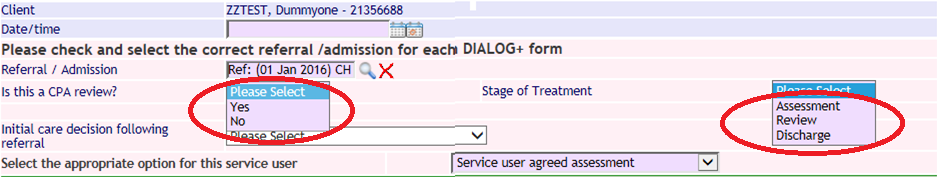 Client ZZTEST, Dummyone - 21356688
Date/time
Please check and select the correct referral /admission for each DIALOG+ form
Referral / Admission Ref: (01 Jan 2016) CH
Is this a CPA review? Please Select Stage of Treatment Please Select
Yes Assessment
No Review
Discharge
Initial care decision following referral Please Select
Select the appropriate option for this service user Service user agreed assessment